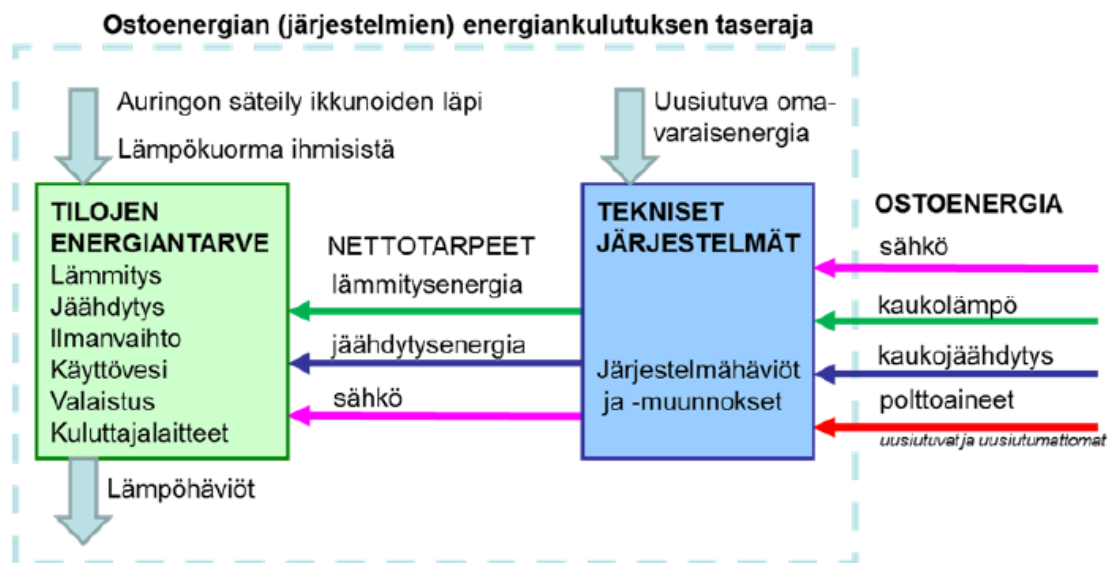 Ostoenergian (järjestelmien) energiankulutuksen taseraja
Auringon säteily ikkunoiden läpi
Lämpökuorma ihmisistä
Uusiutuva oma-
varaisenergia
TILOJEN
ENERGIANTARVE
Lämmitys
Jäähdytys
Ilmanvaihto
Käyttövesi
Valaistus
Kuluttajalaitteet
NETTOTARPEET
lämmitysenergia
jäähdytysenergia
sähkö
TEKNISET
JÄRJESTELMÄT
Järjestelmähäviöt
ja -muunnokset
OSTOENERGIA
sähkö
kaukolämpö
kaukojäähdytys
polttoaineet
uusiutuvat ja uusiutumattomat
Lämpöhäviöt